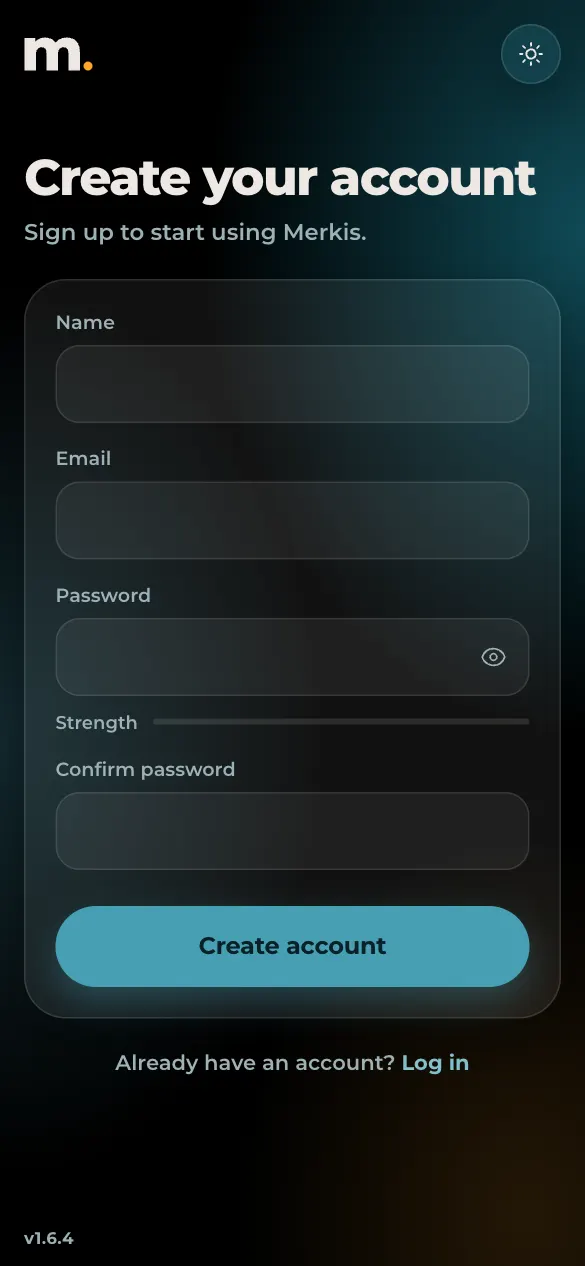 m.
Create your account
Sign up to start using Merkis.
Name
Email
Password
Strength
Confirm password
Create account
Already have an account? Log in
v1.6.4